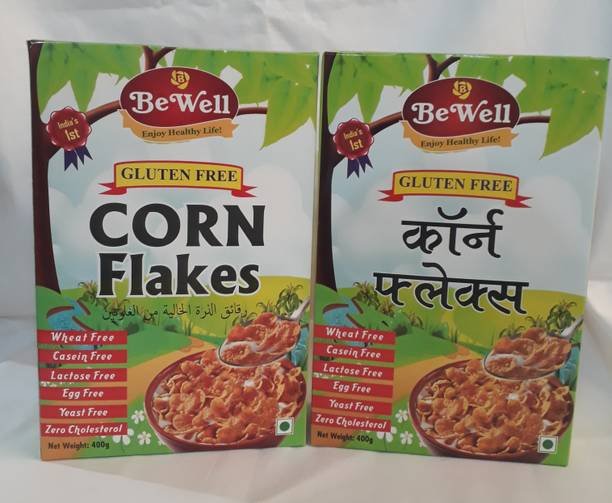 India's
1st
BeWell
Enjoy Healthy Life!
GLUTEN FREE
CORN
Flakes
رقائق الذرة الخالية من الغلوتين
Wheat Free
Casein Free
Lactose Free
Egg Free
Yeast Free
Zero Cholesterol
Net Weight: 400g
India's
1st
BeWell
Enjoy Healthy Life!
GLUTEN FREE
कॉर्न
फ्लेक्स
Wheat Free
Casein Free
Lactose Free
Egg Free
Yeast Free
Zero Cholesterol
Net Weight: 400g